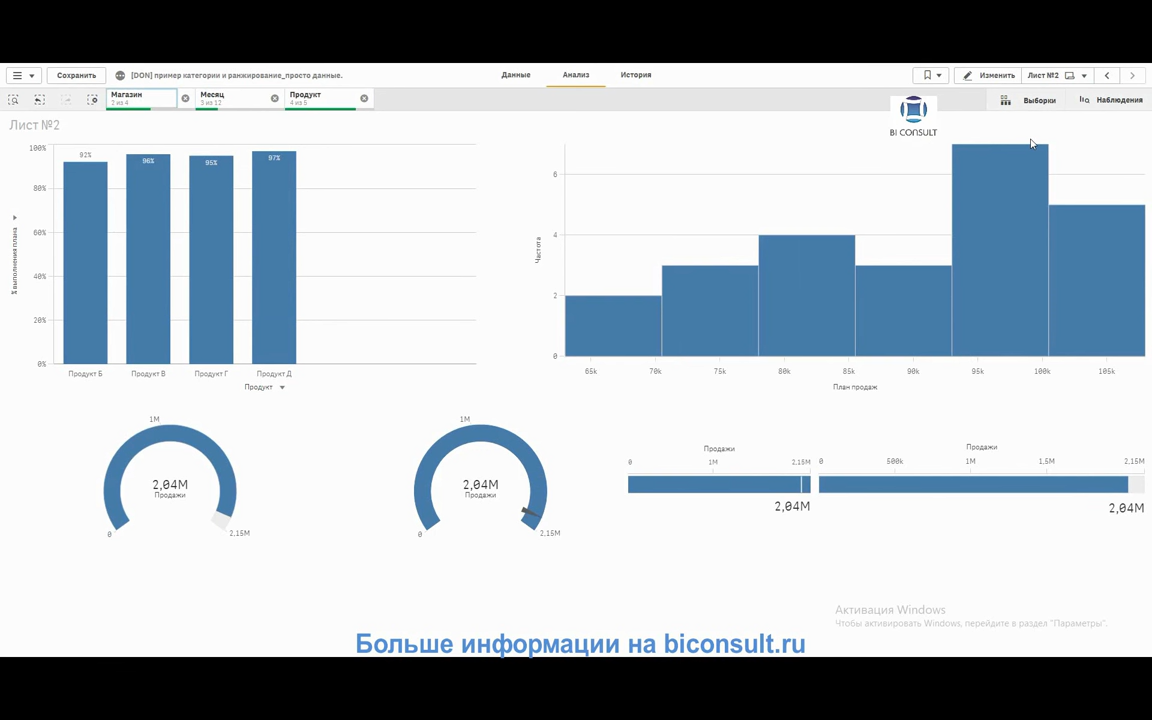 Сохранить
[DON] пример категории и ранжирование_просто данные.
Данные
Анализ
История
Изменить
Лист №2
Магазин
2 из 4
Месяц
3 из 12
Продукт
4 из 5
Выборки
Наблюдения
BI CONSULT
Лист №2
100%
80%
60%
40%
20%
0%
% выполнения плана
92%
96%
95%
97%
Продукт Б
Продукт В
Продукт Г
Продукт Д
Продукт
Частота
6
4
2
0
65k
70k
75k
80k
85k
90k
95k
100k
105k
План продаж
1M
2,04M
Продажи
0
2.15M
1M
2,04M
Продажи
0
2.15M
Продажи
0
1M
2.15M
2,04M
Продажи
0
500k
1M
1.5M
2.15M
2,04M
Активация Windows
Чтобы активировать Windows, перейдите в раздел "Параметры".
Больше информации на biconsult.ru